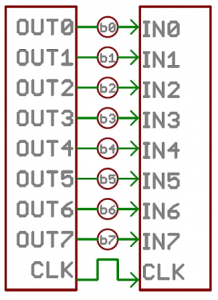 OUT0 b0 IN0
OUT1 b1 IN1
OUT2 b2 IN2
OUT3 b3 IN3
OUT4 b4 IN4
OUT5 b5 IN5
OUT6 b6 IN6
OUT7 b7 IN7
CLK CLK